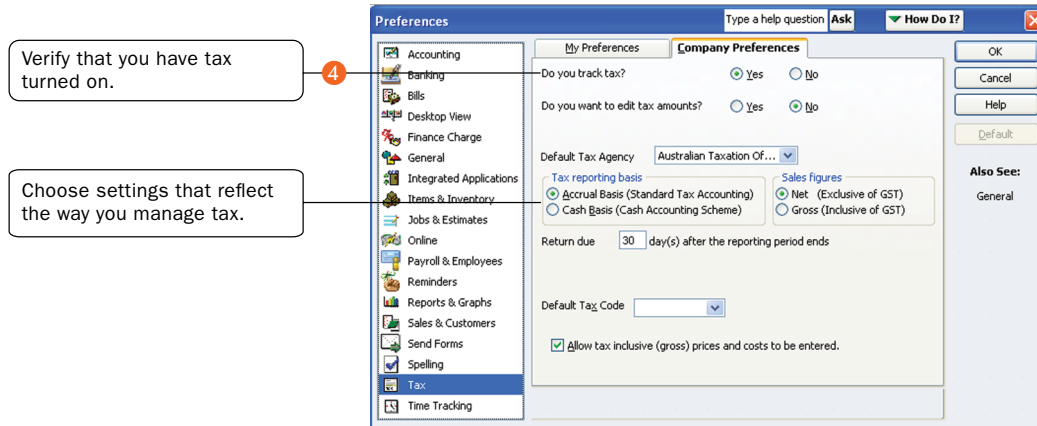 Preferences
Type a help question
Ask
How Do I?
Verify that you have tax
turned on.
4
Choose settings that reflect
the way you manage tax.
Accounting
Banking
Bills
Desktop View
Finance Charge
General
Integrated Applications
Items & Inventory
Jobs & Estimates
Online
Payroll & Employees
Reminders
Reports & Graphs
Sales & Customers
Send Forms
Spelling
Tax
Time Tracking
My Preferences
Company Preferences
Do you track tax?
Yes
No
Do you want to edit tax amounts?
Yes
No
Default Tax Agency
Australian Taxation Of...
Tax reporting basis
Accrual Basis (Standard Tax Accounting)
Cash Basis (Cash Accounting Scheme)
Sales figures
Net (Exclusive of GST)
Gross (Inclusive of GST)
Return due 30 day(s) after the reporting period ends
Default Tax Code
Allow tax inclusive (gross) prices and costs to be entered.
OK
Cancel
Help
Default
Also See:
General